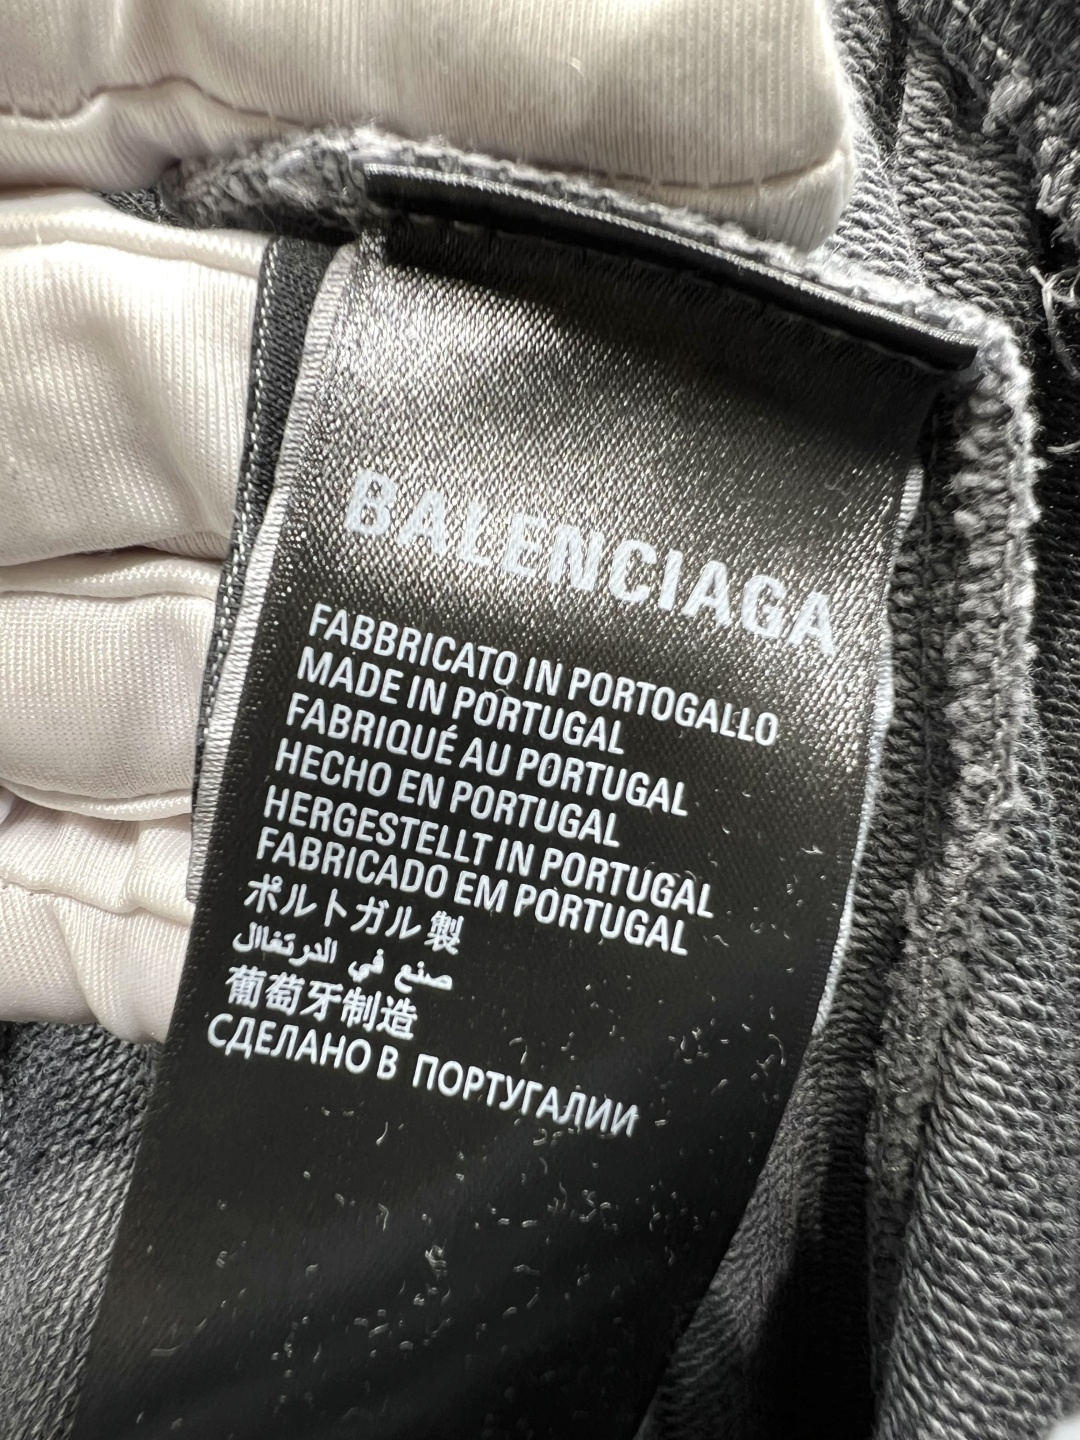 BALENCIAGA
FABBRICATO IN PORTOGALLO
MADE IN PORTUGAL
FABRIQUÉ AU PORTUGAL
HECHO EN PORTUGAL
HERGESTELLT IN PORTUGAL
FABRICADO EM PORTUGAL
ポルトガル 製
صنع في البرتغال
葡萄牙制造
СДЕЛАНО В ПОРТУГАЛИИ